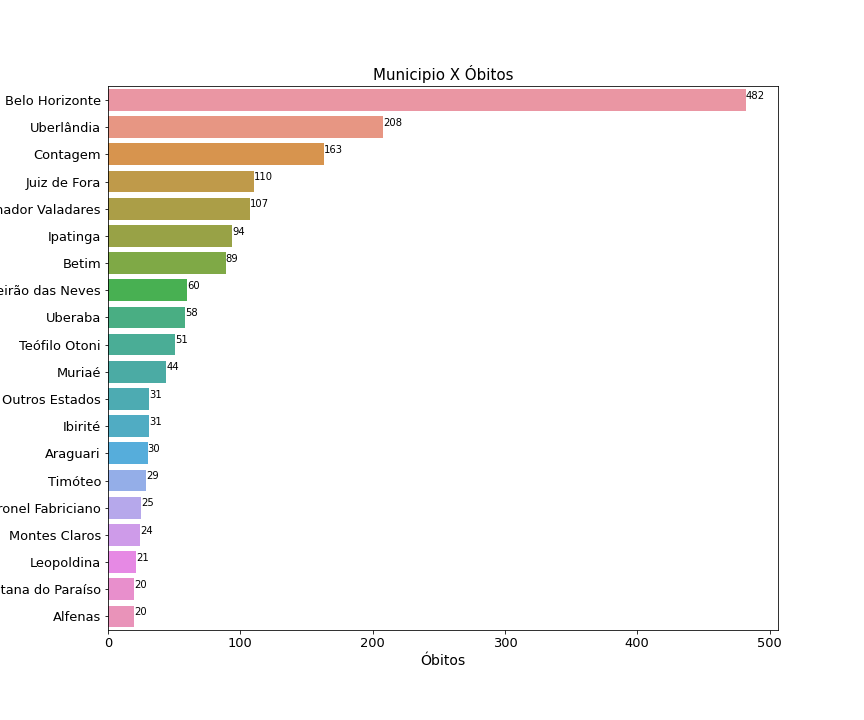 Municipio X Óbitos
Belo Horizonte 482
Uberlândia 208
Contagem 163
Juiz de Fora 110
nador Valadares 107
Ipatinga 94
Betim 89
eirão das Neves 60
Uberaba 58
Teófilo Otoni 51
Muriaé 44
Outros Estados 31
Ibirité 31
Araguari 30
Timóteo 29
ronel Fabriciano 25
Montes Claros 24
Leopoldina 21
tana do Paraíso 20
Alfenas 20
0 100 200 300 400 500
Óbitos